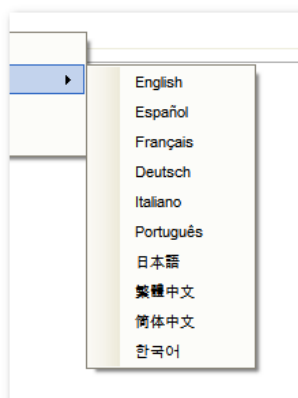 English
Español
Français
Deutsch
Italiano
Português
日本語
繁體中文
简体中文
한국어